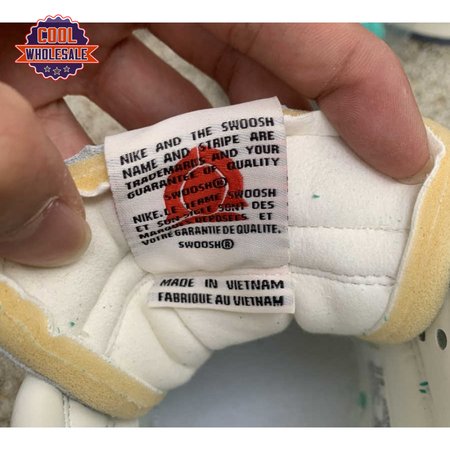 COOL
WHOLESALE
NIKE AND THE SWOOSH
NAME AND STRIPE ARE
TRADEMARKS AND YOUR
GUARANTEE OF QUALITY
SWOOSH®
NIKE, LE TERME SWOOSH
ET SON SIGLE SONT DES
MARQUES DÉPOSÉES ET
VOTRE GARANTIE DE QUALITE.
SWOOSH®
MADE IN VIETNAM
FABRIQUE AU VIETNAM